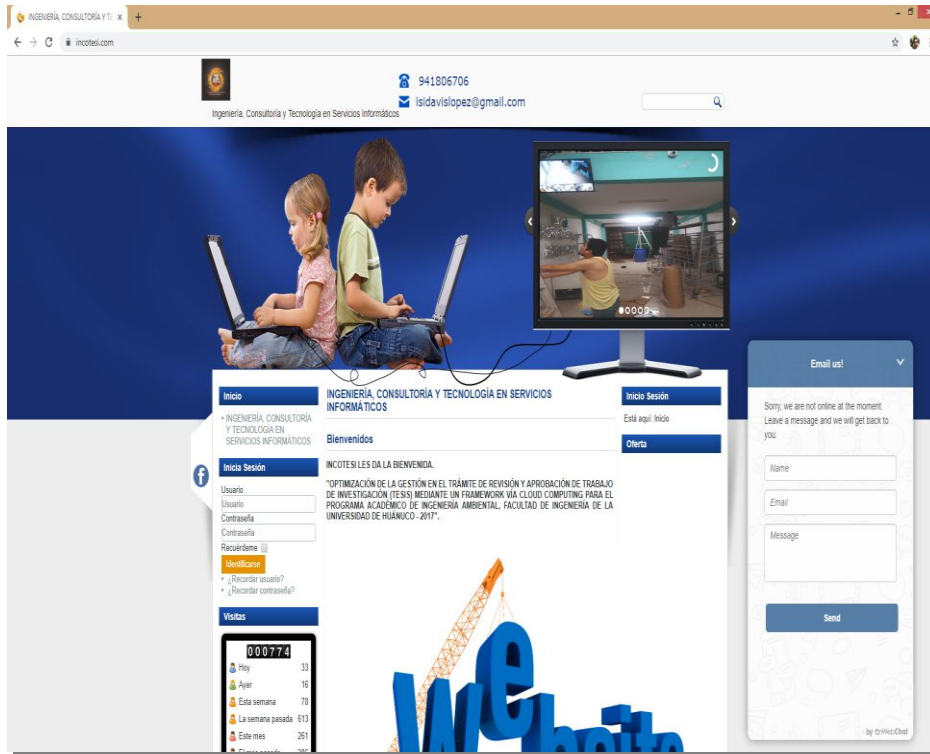 INGENIERÍA, CONSULTORÍA Y TE
incotesi.com
941806706
isidavislopez@gmail.com
Ingeniería, Consultoría y Tecnología en Servicios Informáticos
Inicio
• INGENIERÍA, CONSULTORÍA
Y TECNOLOGÍA EN
SERVICIOS INFORMÁTICOS
Inicia Sesión
Usuario
Usuario
Contraseña
Contraseña
Recuérdeme
Identificarse
• ¿Recordar usuario?
• ¿Recordar contraseña?
Visitas
000774
Hoy 33
Ayer 16
Esta semana 78
La semana pasada 613
Este mes 261
INGENIERÍA, CONSULTORÍA Y TECNOLOGÍA EN SERVICIOS
INFORMÁTICOS
Bienvenidos
INCOTESI LES DA LA BIENVENIDA.
"OPTIMIZACIÓN DE LA GESTIÓN EN EL TRÁMITE DE REVISIÓN Y APROBACIÓN DE TRABAJO
DE INVESTIGACIÓN (TESIS) MEDIANTE UN FRAMEWORK VÍA CLOUD COMPUTING PARA EL
PROGRAMA ACADÉMICO DE INGENIERÍA AMBIENTAL, FACULTAD DE INGENIERÍA DE LA
UNIVERSIDAD DE HUÁNUCO - 2017".
Website
Inicio Sesión
Está aquí: Inicio
Oferta
Email us!
Sorry, we are not online at the moment.
Leave a message and we will get back to
you.
Name
Email
Message
Send